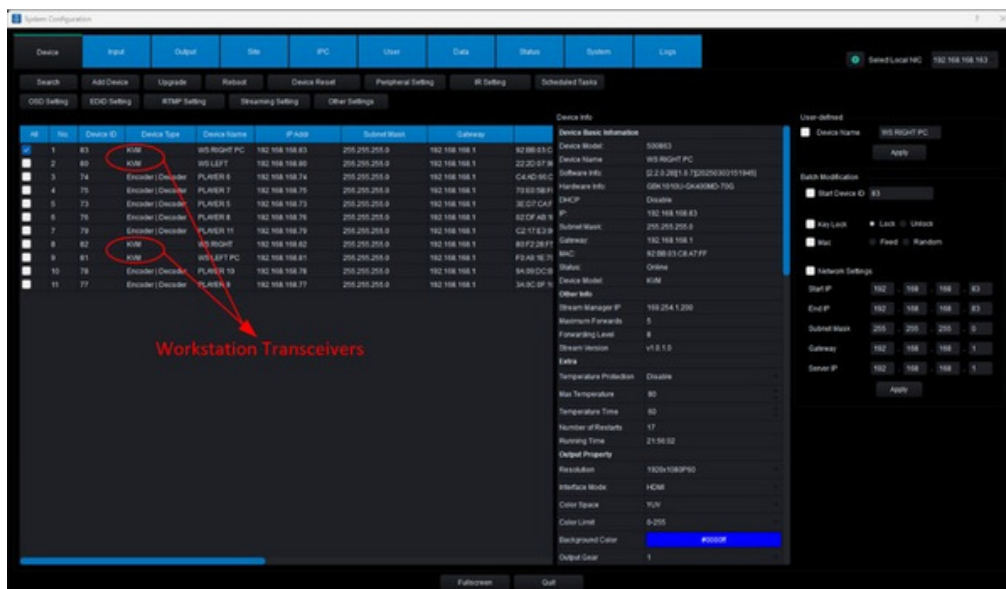 System Configuration
Device Input Output Site IPC User Data Status System Logs
Selected Local NIC 192.168.168.163
Search Add Device Upgrade Reboot Device Reset Peripheral Setting IR Setting Scheduled Tasks
OSD Setting EDID Setting RTMP Setting Streaming Setting Other Settings
All No. Device ID Device Type Device Name IP Addr Subnet Mask Gateway
1 83 KVM WS RIGHT PC 192.168.168.83 255.255.255.0 192.168.168.1
2 80 KVM WS LEFT 192.168.168.80 255.255.255.0 192.168.168.1
3 74 Encoder | Decoder PLAYER 6 192.168.168.74 255.255.255.0 192.168.168.1
4 75 Encoder | Decoder PLAYER 7 192.168.168.75 255.255.255.0 192.168.168.1
5 73 Encoder | Decoder PLAYER 5 192.168.168.73 255.255.255.0 192.168.168.1
6 76 Encoder | Decoder PLAYER 8 192.168.168.76 255.255.255.0 192.168.168.1
7 79 Encoder | Decoder PLAYER 11 192.168.168.79 255.255.255.0 192.168.168.1
8 82 KVM WS RIGHT 192.168.168.82 255.255.255.0 192.168.168.1
9 81 KVM WS LEFT PC 192.168.168.81 255.255.255.0 192.168.168.1
10 78 Encoder | Decoder PLAYER 10 192.168.168.78 255.255.255.0 192.168.168.1
11 77 Encoder | Decoder PLAYER 9 192.168.168.77 255.255.255.0 192.168.168.1
Workstation Transceivers
Device Info
Device Basic Infomation
Device Model: 500863
Device Name WS RIGHT PC
Software Info:
Hardware Info:
DHCP Disable
IP: 192.168.168.83
Subnet Mask: 255.255.255.0
Gateway: 192.168.168.1
MAC: 92:BB:03:C8:A7:FF
Status: Online
Device Model: KVM
Other Info
Stream Manager IP 169.254.1.200
Maximum Forwards 5
Forwarding Level 8
Stream Version v1.0.1.0
Extra
Temperature Protection Disable
Max Temperature 90
Temperature Time 60
Number of Restarts 17
Running Time 21:56:02
Output Property
Resolution 1920x1080P60
Interface Mode: HDMI
Color Space YUV
Color Limit 0-255
Background Color #0000ff
Output Gear 1
User-defined
Device Name WS RIGHT PC
Apply
Batch Modification
Start Device ID 83
Key Lock Lock Unlock
Mac Fixed Random
Network Settings
Start IP 192 . 168 . 168 . 83
End IP 192 . 168 . 168 . 83
Subnet Mask 255 . 255 . 255 . 0
Gateway 192 . 168 . 168 . 1
Server IP 192 . 168 . 168 . 1
Apply
Fullscreen Quit